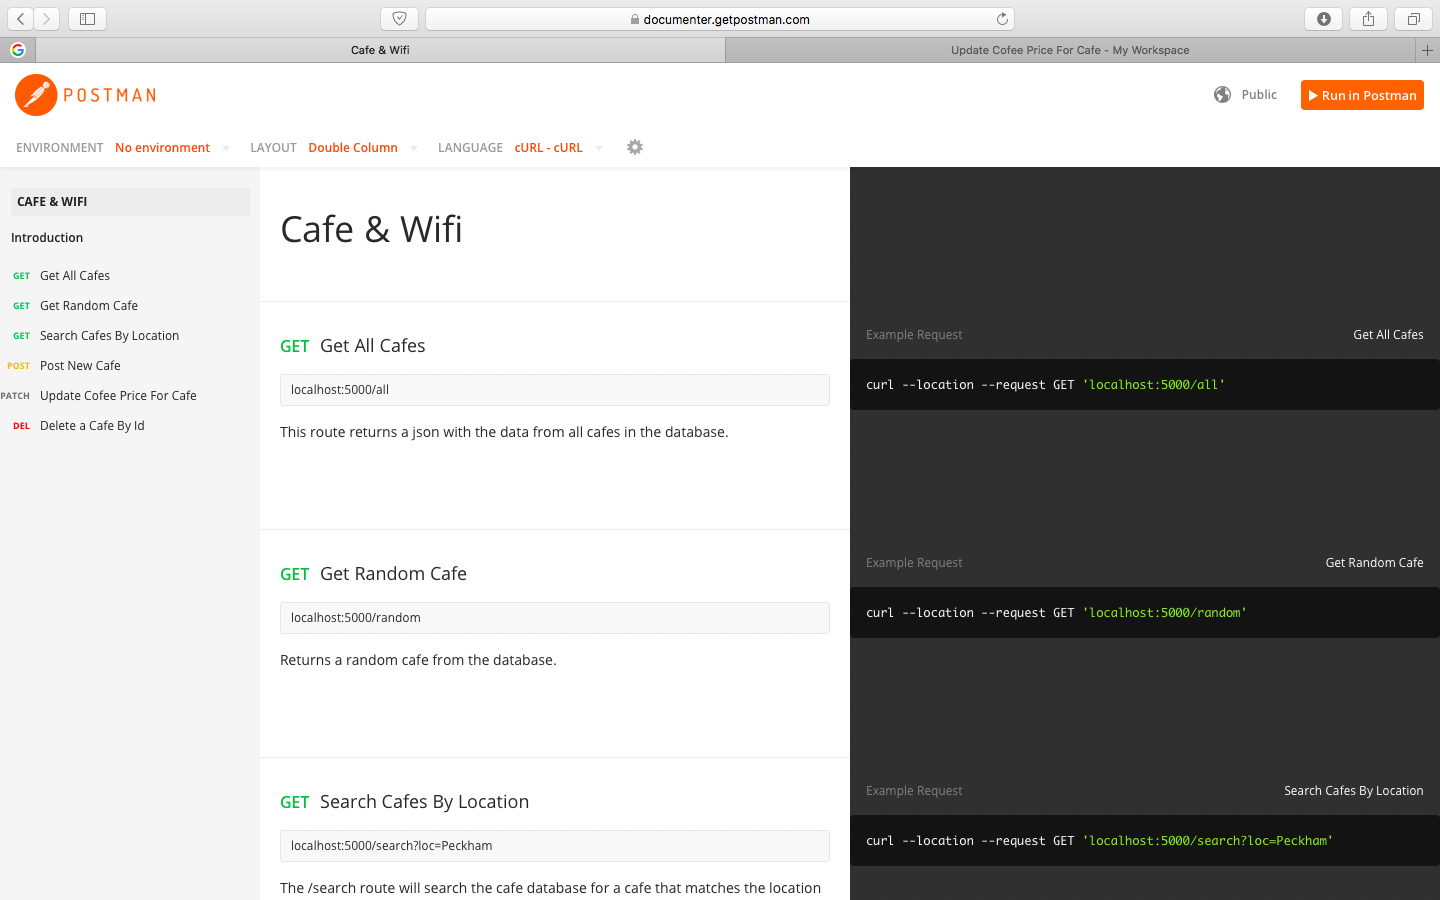 documenter.getpostman.com
Cafe & Wifi
Update Cofee Price For Cafe - My Workspace
POSTMAN
Public
Run in Postman
ENVIRONMENT No environment LAYOUT Double Column LANGUAGE cURL - cURL
CAFE & WIFI
Introduction
GET Get All Cafes
GET Get Random Cafe
GET Search Cafes By Location
POST Post New Cafe
PATCH Update Cofee Price For Cafe
DEL Delete a Cafe By Id
Cafe & Wifi
GET Get All Cafes
localhost:5000/all
This route returns a json with the data from all cafes in the database.
Example Request Get All Cafes
curl --location --request GET 'localhost:5000/all'
GET Get Random Cafe
localhost:5000/random
Returns a random cafe from the database.
Example Request Get Random Cafe
curl --location --request GET 'localhost:5000/random'
GET Search Cafes By Location
localhost:5000/search?loc=Peckham
The /search route will search the cafe database for a cafe that matches the location
Example Request Search Cafes By Location
curl --location --request GET 'localhost:5000/search?loc=Peckham'